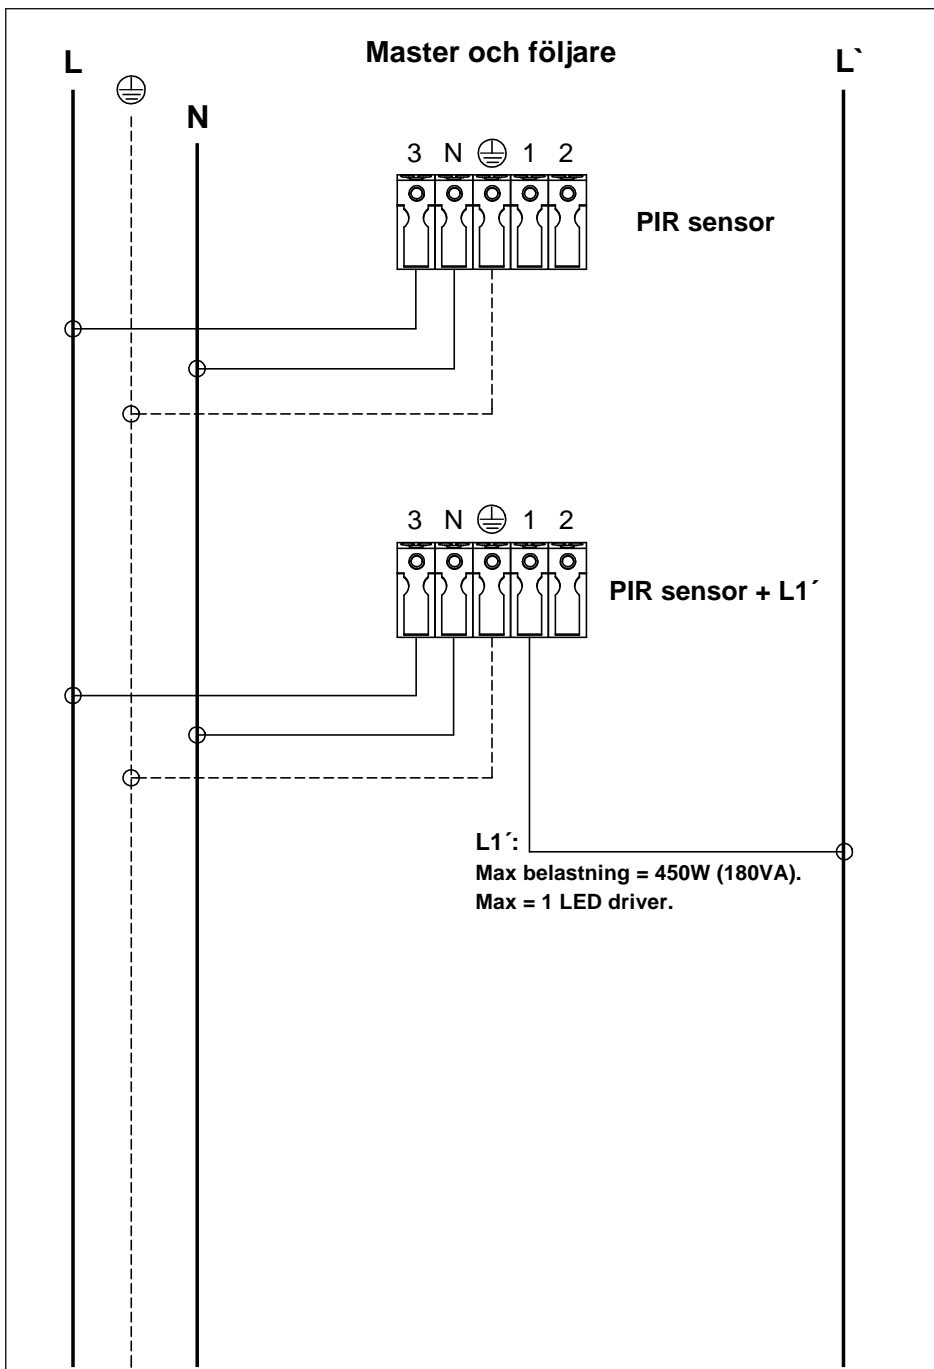 Master och följare
L
L`
N
3 N 1 2
PIR sensor
3 N 1 2
PIR sensor + L1´
L1´:
Max belastning = 450W (180VA).
Max = 1 LED driver.